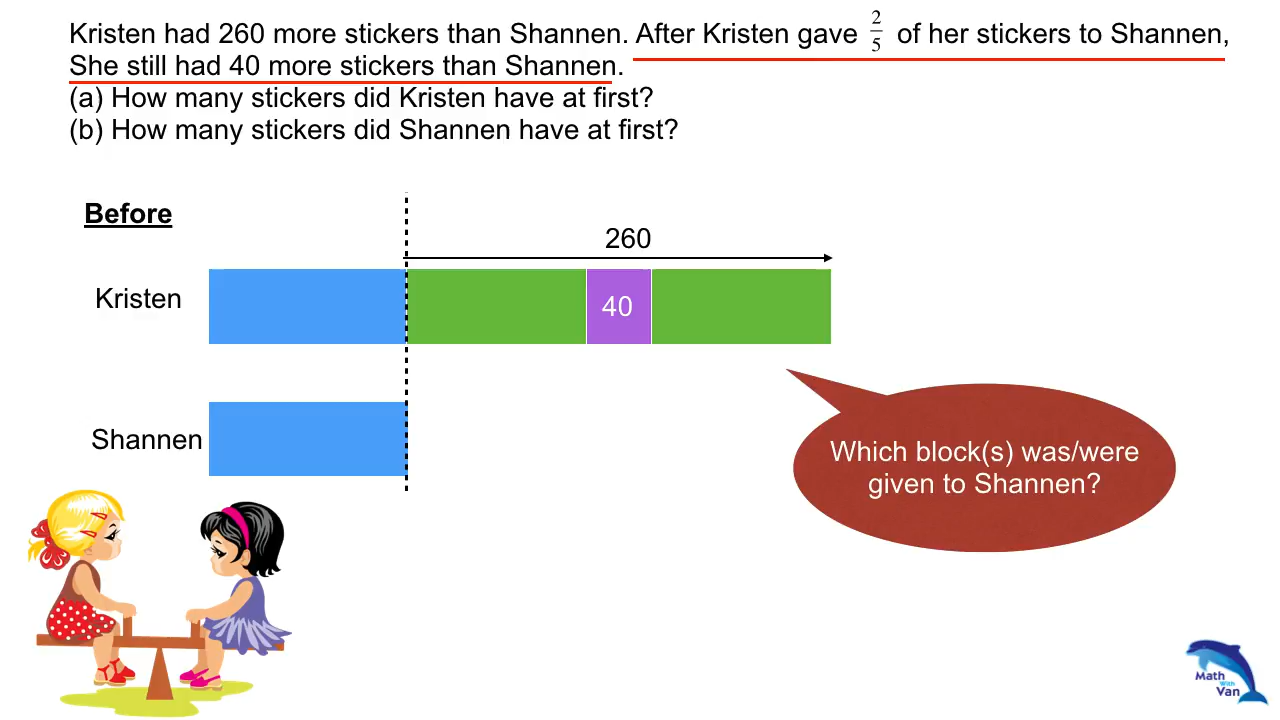 Kristen had 260 more stickers than Shannen. After Kristen gave 2/5 of her stickers to Shannen,
She still had 40 more stickers than Shannen.
(a) How many stickers did Kristen have at first?
(b) How many stickers did Shannen have at first?
Before
260
Kristen
40
Shannen
Which block(s) was/were
given to Shannen?
Math
With
Van